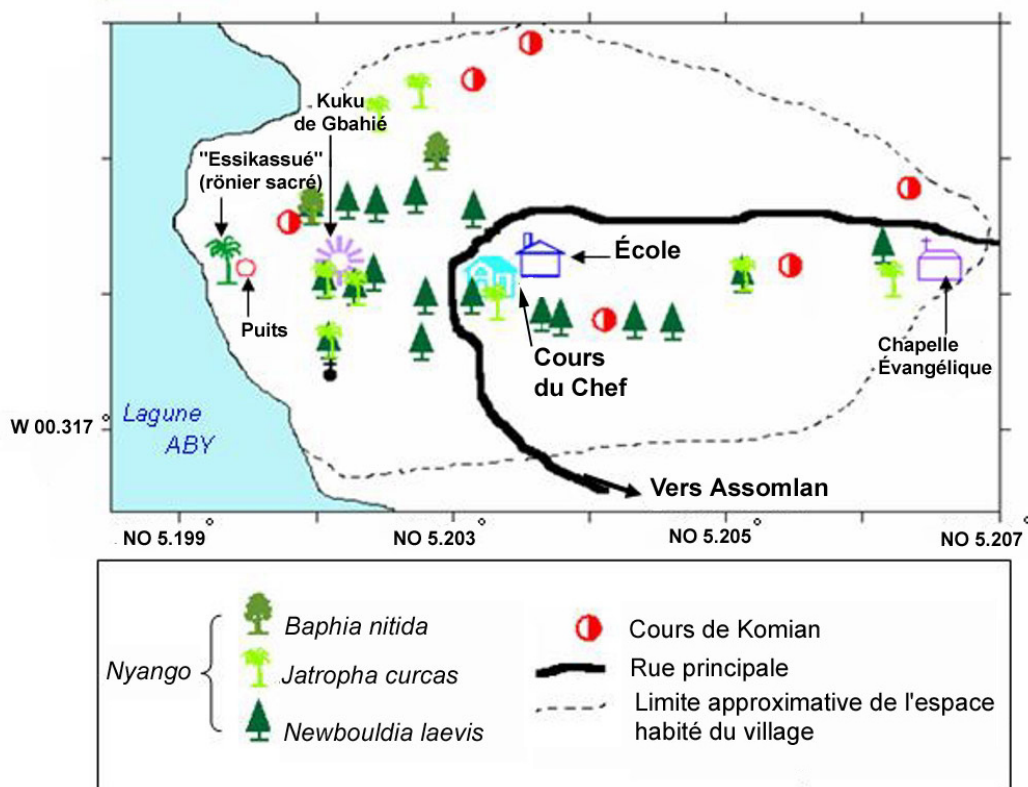 Kuku
de Gbahié
"Essikassué"
(rönier sacré)
École
Puits
Cours
du Chef
Chapelle
Évangélique
W 00.317 °
Lagune
ABY
Vers Assomlan
° ° ° °
NO 5.199 NO 5.203 NO 5.205 NO 5.207
Nyango
Baphia nitida
Jatropha curcas
Newbouldia laevis
Cours de Komian
Rue principale
Limite approximative de l'espace
habité du village